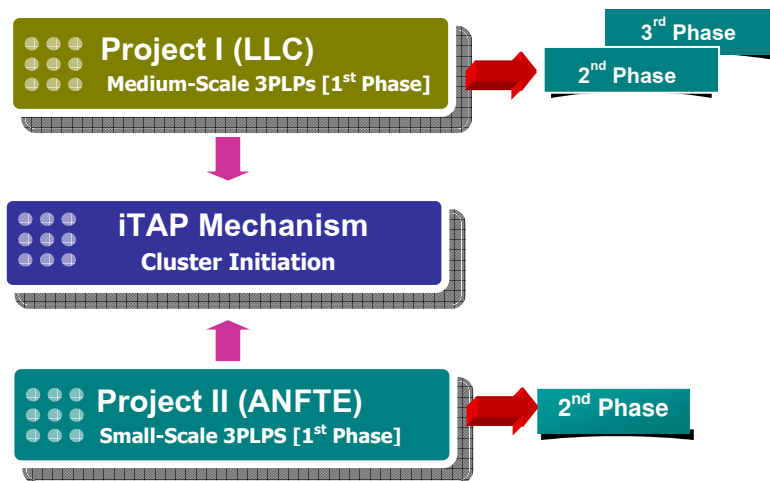 Project I (LLC)
Medium-Scale 3PLPs [1st Phase]
3rd Phase
2nd Phase
iTAP Mechanism
Cluster Initiation
Project II (ANFTE)
Small-Scale 3PLPS [1st Phase]
2nd Phase